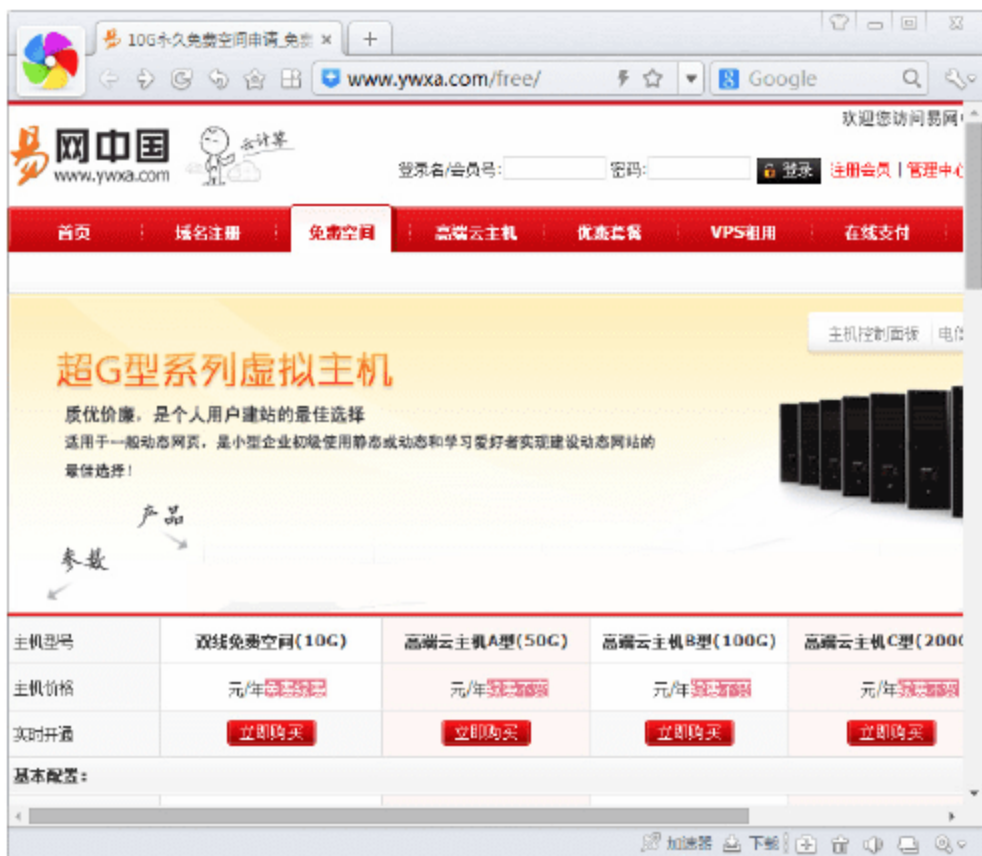 10G永久免费空间申请_免费
www.ywxa.com/free/
Google
欢迎您访问易网
易网中国
www.ywxa.com
云计算
登录名/会员号:
密码:
登录
注册会员 | 管理中心
首页
域名注册
免费空间
高端云主机
优惠套餐
VPS租用
在线支付
主机控制面板
电信
超G型系列虚拟主机
质优价廉，是个人用户建站的最佳选择
适用于一般动态网页，是小型企业初级使用静态或动态和学习爱好者实现建设动态网站的
最佳选择!
产品
参数
主机型号 双线免费空间(10G) 高端云主机A型(50G) 高端云主机B型(100G) 高端云主机C型(200G
主机价格 元/年 元/年 元/年 元/年
实时开通 立即购买 立即购买 立即购买 立即购买
基本配置:
加速器 下载